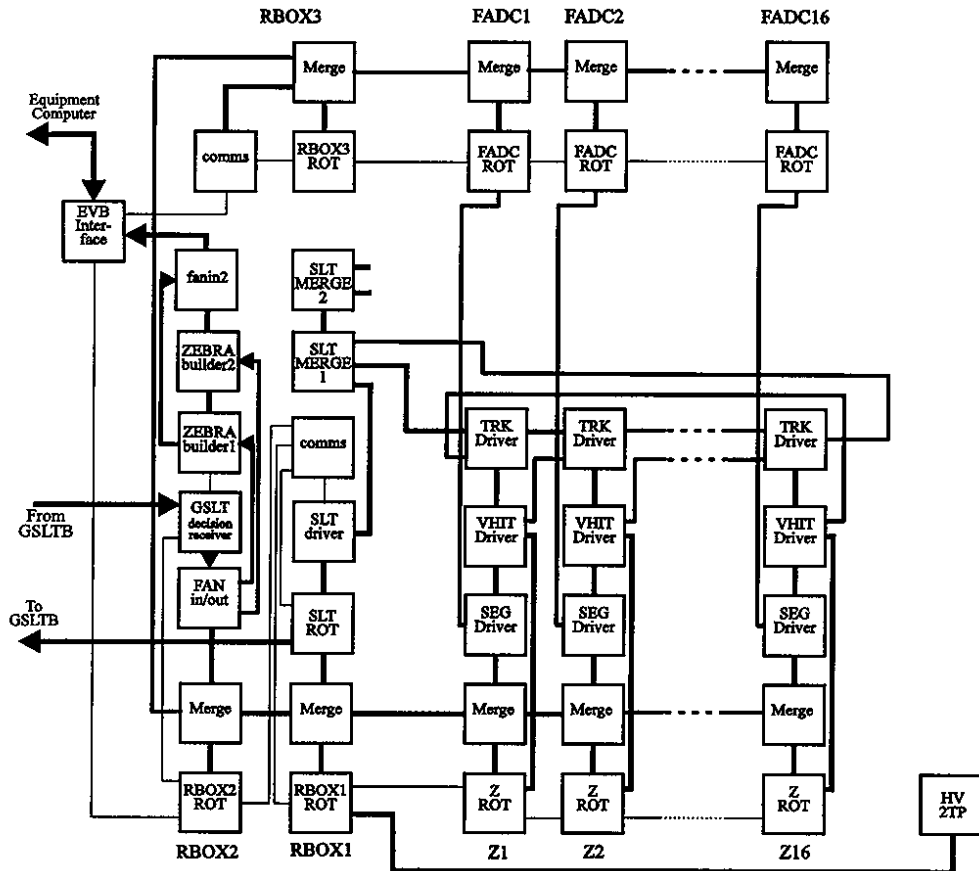 RBOX3 FADC1 FADC2 FADC16
Merge Merge Merge Merge
Equipment
Computer
comms
RBOX3
ROT
FADC
ROT
FADC
ROT
FADC
ROT
EVB
Inter-
face
fanin2
SLT
MERGE
2
ZEBRA
builder2
SLT
MERGE
1
ZEBRA
builder1
comms
TRK
Driver
TRK
Driver
TRK
Driver
From
GSLTB
GSLT
decision
receiver
SLT
driver
VHIT
Driver
VHIT
Driver
VHIT
Driver
To
GSLTB
FAN
in/out
SLT
ROT
SEG
Driver
SEG
Driver
SEG
Driver
Merge Merge Merge Merge Merge
RBOX2
ROT
RBOX1
ROT
Z
ROT
Z
ROT
Z
ROT
HV
2TP
RBOX2 RBOX1 Z1 Z2 Z16